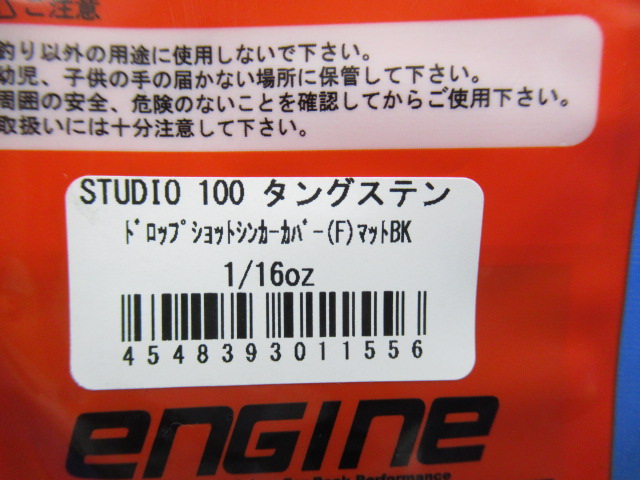 ご注意
釣り以外の用途に使用しないで下さい。
幼児、子供の手の届かない場所に保管して下さい。
周囲の安全、危険のないことを確認してからご使用下さい。
取扱いには十分注意して下さい。
STUDIO 100 タングステン
ﾄﾞﾛｯﾌﾟｼｮｯﾄｼﾝｶｰｶﾊﾞｰ(F)ﾏｯﾄBK
1/16oz
4548393011556
engine
Performance